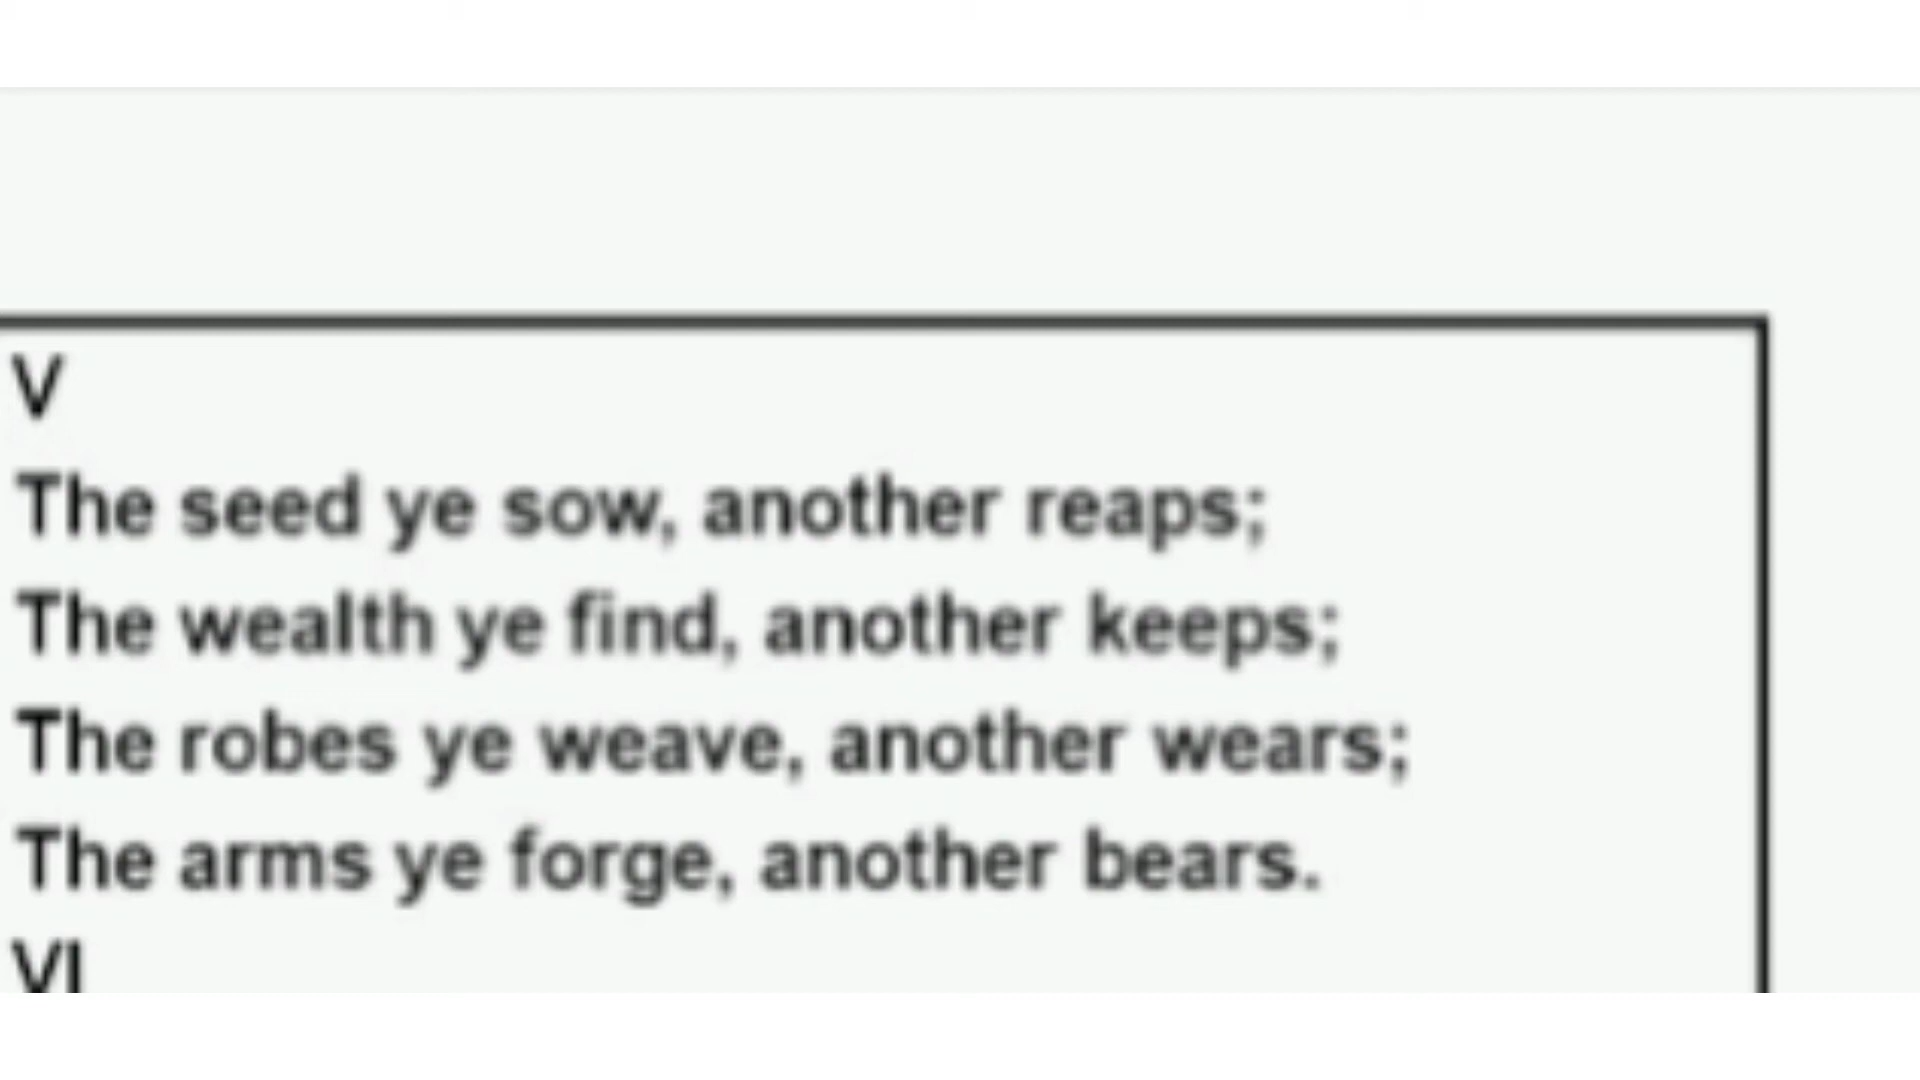 V
The seed ye sow, another reaps;
The wealth ye find, another keeps;
The robes ye weave, another wears;
The arms ye forge, another bears.
VI